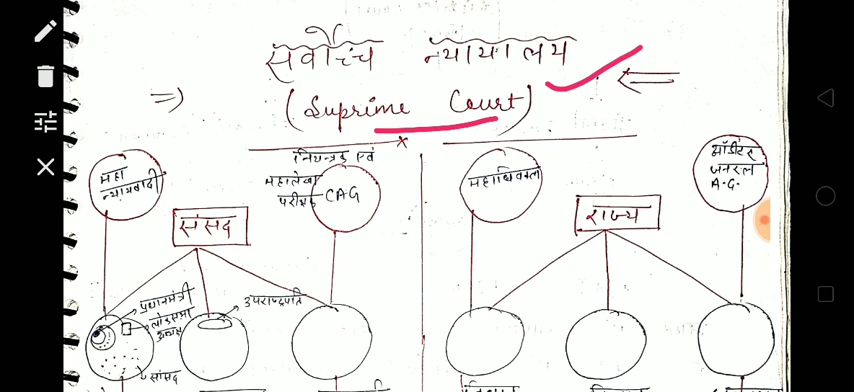 सर्वोच्च न्यायालय
(Suprime Court)
महा
न्यायवादी
नियन्त्रक एवं
महालेखा
परीक्षक
CAG
महाधिवक्ता
ऑडीटर
जनरल
A.G.
संसद
राज्य
प्रधानमंत्री
लोकसभा
अध्यक्ष
सांसद
उपराष्ट्रपति